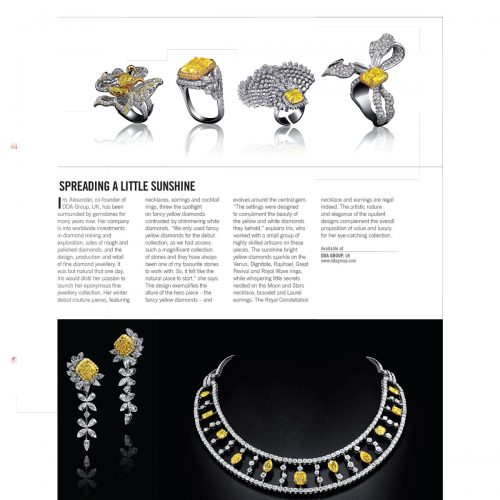 SPREADING A LITTLE SUNSHINE
Iris Alexander, co-founder of
DDA Group, UK, has been
surrounded by gemstones for
many years now. Her company
is into worldwide investments
in diamond mining and
exploration, sales of rough and
polished diamonds, and the
design, production and retail
of fine diamond jewellery. It
was but natural that one day,
Iris would distil her passion to
launch her eponymous fine
jewellery collection. Her winter
debut couture pieces, featuring
necklaces, earrings and cocktail
rings, threw the spotlight
on fancy yellow diamonds
contrasted by shimmering white
diamonds. "We only used fancy
yellow diamonds for the debut
collection, as we had access
to such a magnificent collection
of stones and they have always
been one of my favourite stones
to work with. So, it felt like the
natural place to start," she says.
The design exemplifies the
allure of the hero piece – the
fancy yellow diamonds – and
evolves around the central gem.
"The settings were designed
to compliment the beauty of
the yellow and white diamonds
they behold," explains Iris, who
worked with a small group of
highly skilled artisans on these
pieces. The sunshine bright
yellow diamonds sparkle on the
Venus, Dignitate, Raphael, Great
Revival and Royal Wave rings,
while whispering little secrets
nestled on the Moon and Stars
necklace, bracelet and Laurel
earrings. The Royal Constellation
necklace and earring are regal
indeed. The artistic nature
and elegance of the opulent
designs complement the overall
proposition of value and luxury
for her eye-catching collection.
Available at
DDA GROUP, UK
www.ddagroup.com